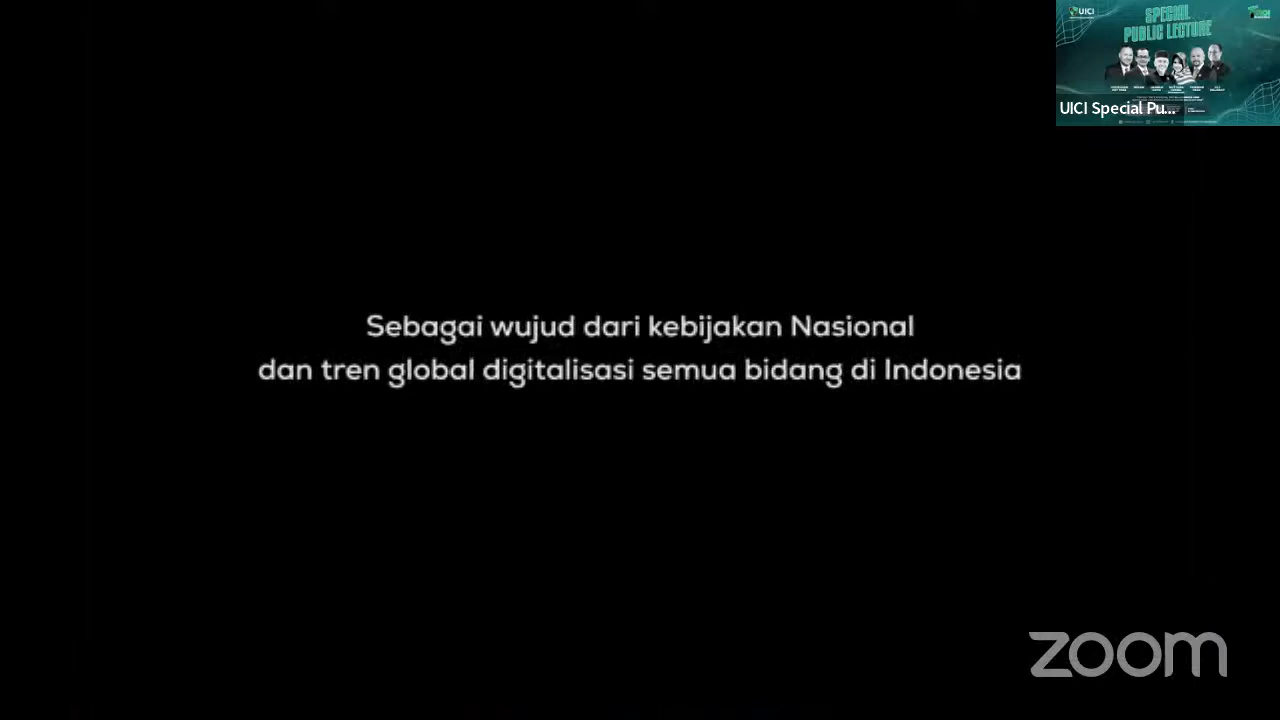 UICI
SPECIAL
PUBLIC LECTURE
UICI Special Pu...
Sebagai wujud dari kebijakan Nasional
dan tren global digitalisasi semua bidang di Indonesia
zoom